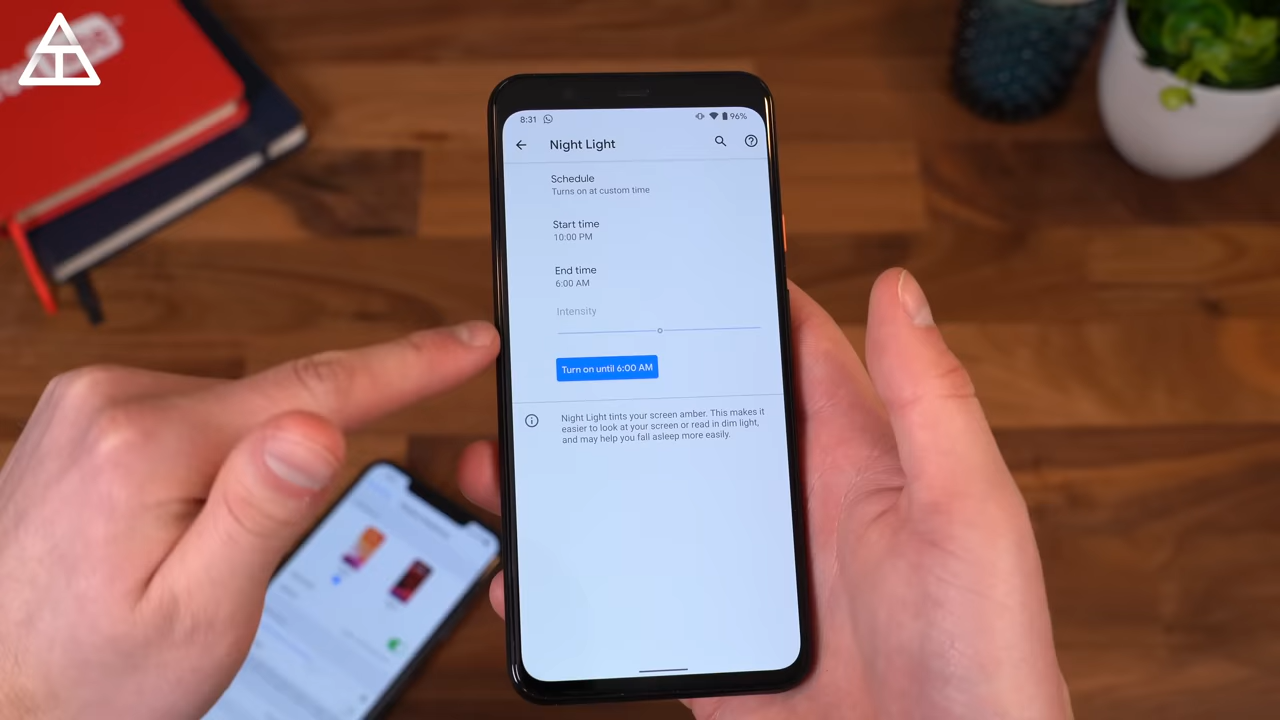 8:31
96%
Night Light
Schedule
Turns on at custom time
Start time
10:00 PM
End time
6:00 AM
Intensity
Turn on until 6:00 AM
Night Light tints your screen amber. This makes it
easier to look at your screen or read in dim light,
and may help you fall asleep more easily.